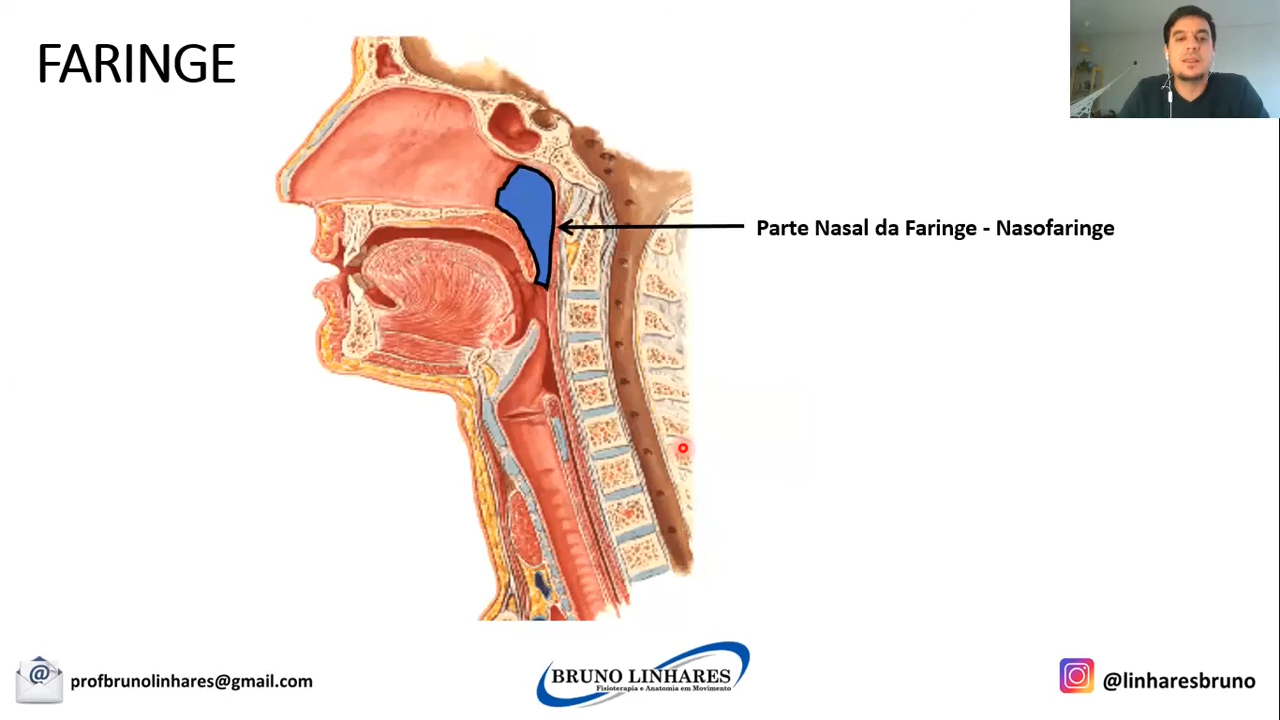 FARINGE
Parte Nasal da Faringe - Nasofaringe
profbrunolinhares@gmail.com
BRUNO LINHARES
Fisioterapia e Anatomia em Movimento
@linharesbruno